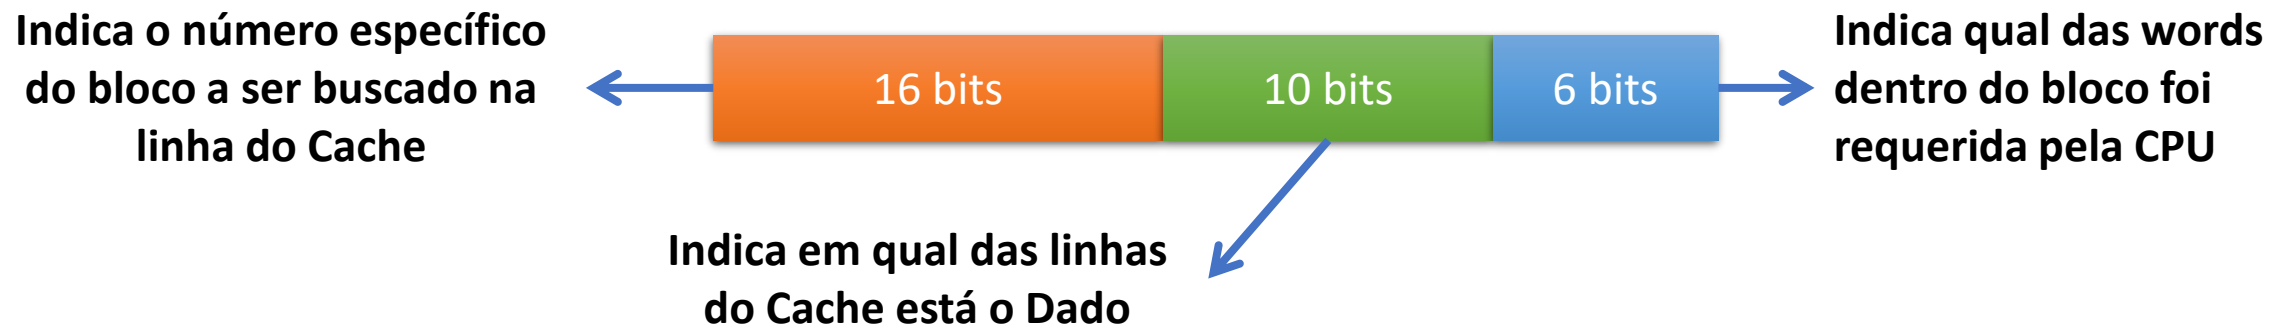 Indica o número específico
do bloco a ser buscado na
linha do Cache
16 bits
10 bits
6 bits
Indica qual das words
dentro do bloco foi
requerida pela CPU
Indica em qual das linhas
do Cache está o Dado